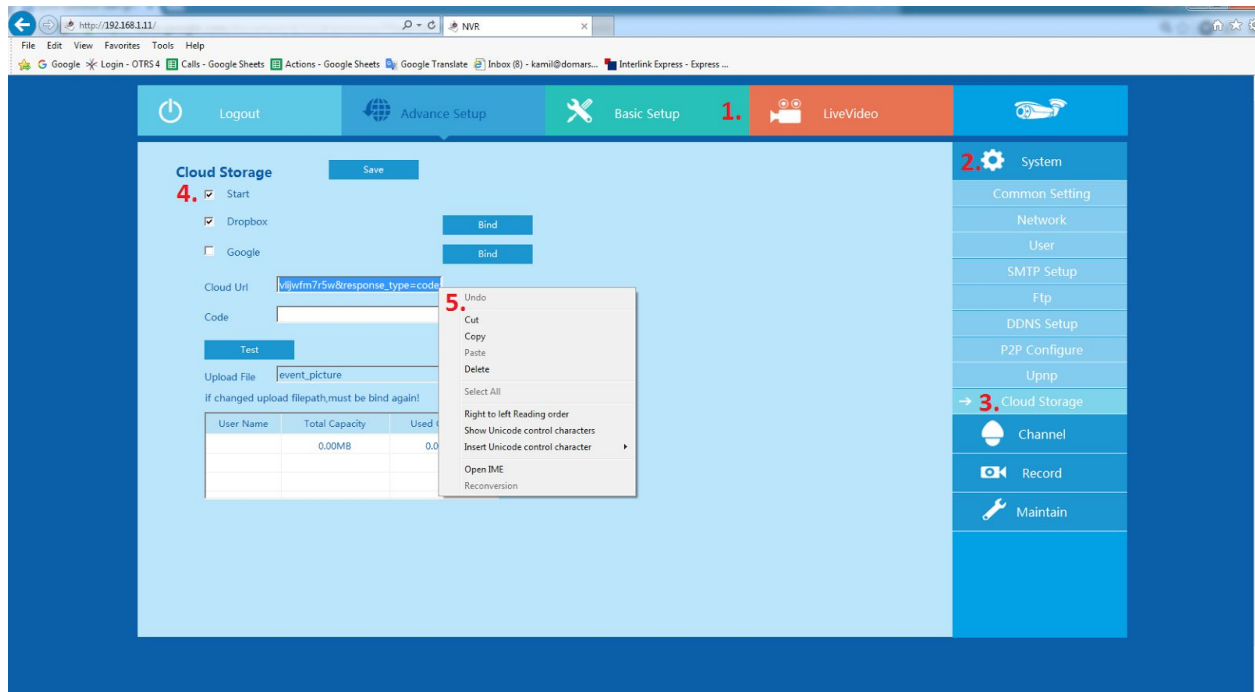 http://192.168.1.11/
NVR
File Edit View Favorites Tools Help
Google Login - OTRS 4 Calls - Google Sheets Actions - Google Sheets Google Translate Inbox (8) - kamil@domars... Interlink Express - Express ...
Logout
Advance Setup
Basic Setup
1.
LiveVideo
Cloud Storage
Save
4.
Start
Dropbox
Bind
Google
Bind
Cloud Url
vlijwfm7r5w&response_type=code
Code
Test
Upload File
event_picture
if changed upload filepath,must be bind again!
User Name Total Capacity Used
0.00MB 0.0
5.
Undo
Cut
Copy
Paste
Delete
Select All
Right to left Reading order
Show Unicode control characters
Insert Unicode control character
Open IME
Reconversion
2.
System
Common Setting
Network
User
SMTP Setup
Ftp
DDNS Setup
P2P Configure
Upnp
3.
Cloud Storage
Channel
Record
Maintain